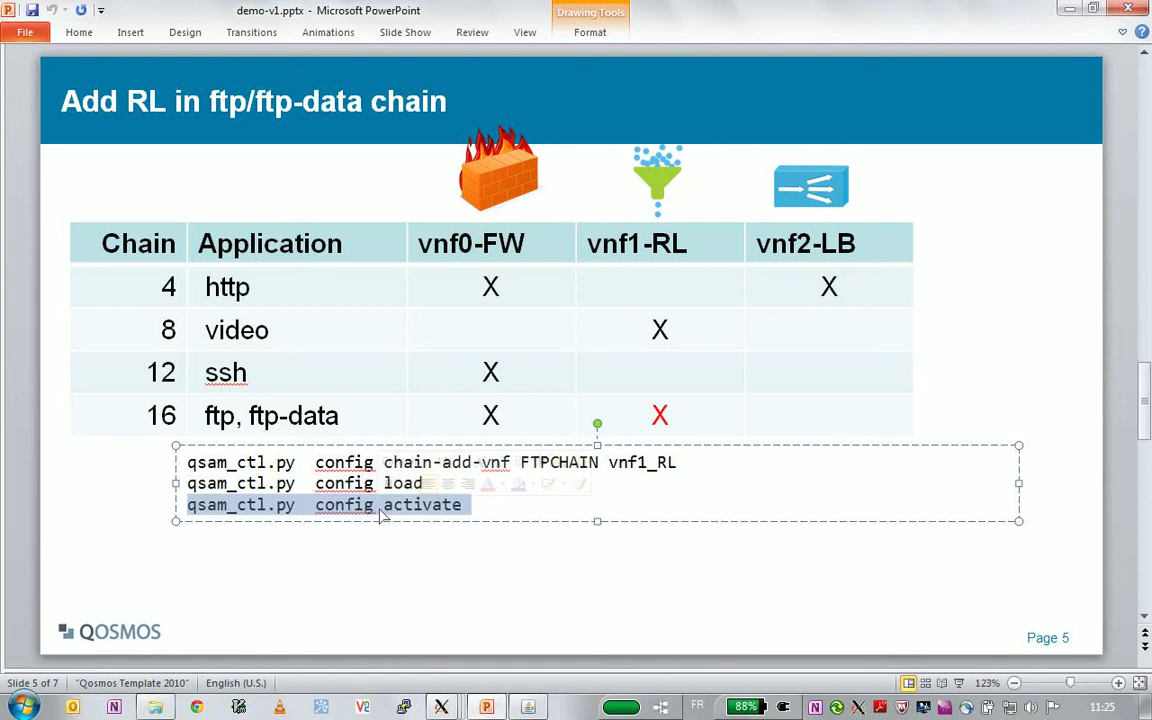 demo-v1.pptx - Microsoft PowerPoint
Drawing Tools
File Home Insert Design Transitions Animations Slide Show Review View Format
Add RL in ftp/ftp-data chain
Chain Application vnf0-FW vnf1-RL vnf2-LB
4 http X X
8 video X
12 ssh X
16 ftp, ftp-data X X
qsam_ctl.py config chain-add-vnf FTPCHAIN vnf1_RL
qsam_ctl.py config load
qsam_ctl.py config activate
QOSMOS
Page 5
Slide 5 of 7 "Qosmos Template 2010" English (U.S.) 123%
FR 88% 11:25